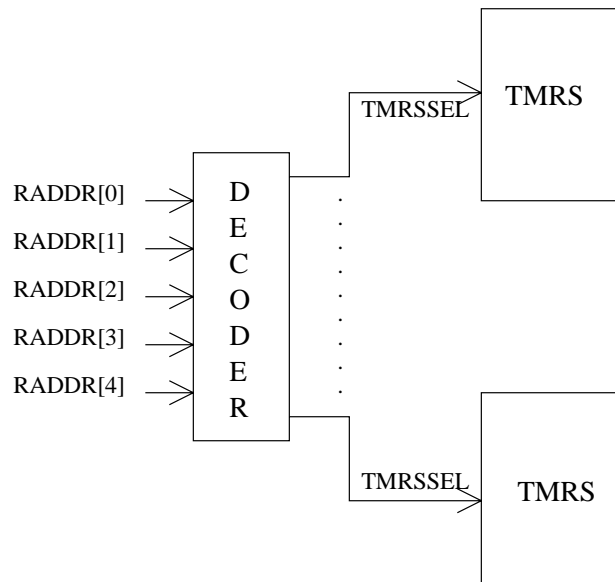 TMRS
TMRSSEL
RADDR[0]
RADDR[1]
RADDR[2]
RADDR[3]
RADDR[4]
D
E
C
O
D
E
R
TMRSSEL
TMRS